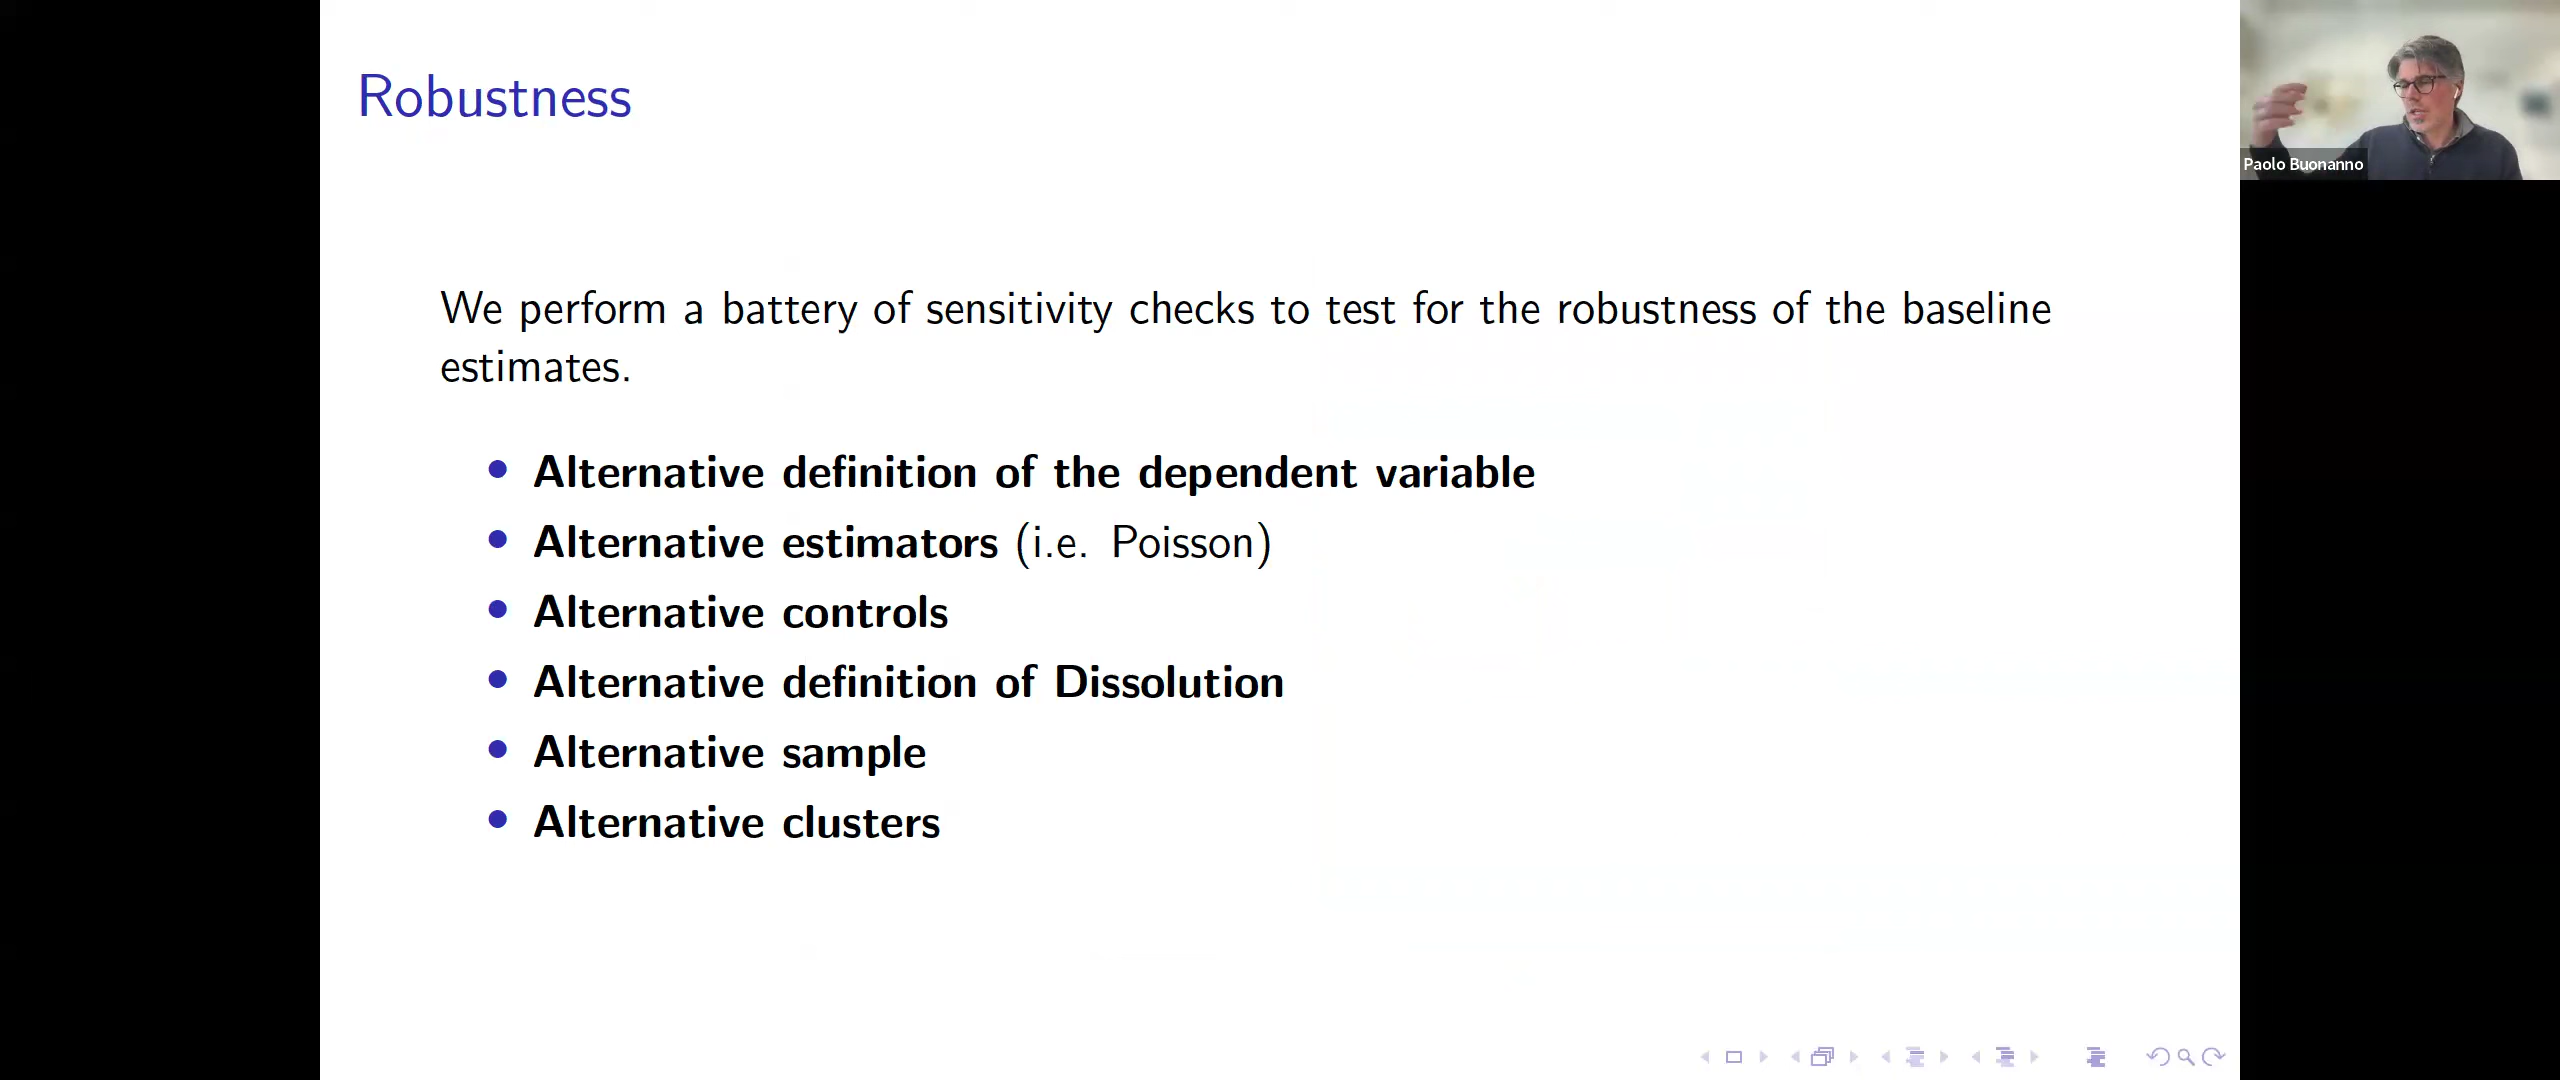 Robustness
We perform a battery of sensitivity checks to test for the robustness of the baseline
estimates.
• Alternative definition of the dependent variable
• Alternative estimators (i.e. Poisson)
• Alternative controls
• Alternative definition of Dissolution
• Alternative sample
• Alternative clusters
Paolo Buonanno